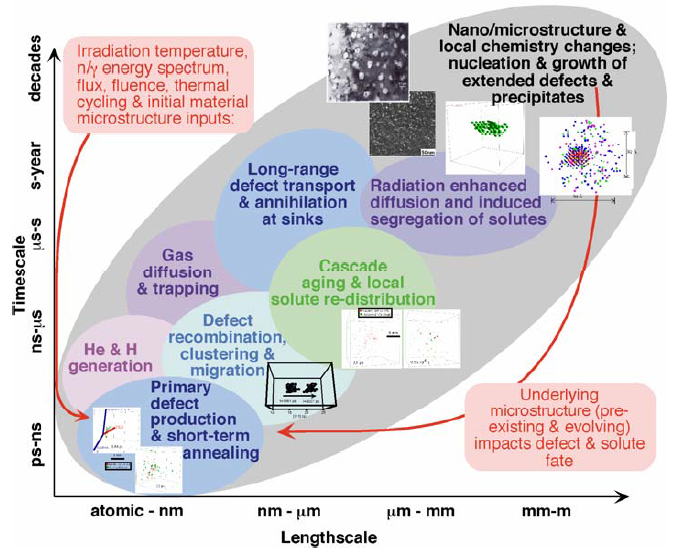 Irradiation temperature,
n/γ energy spectrum,
flux, fluence, thermal
cycling & initial material
microstructure inputs:
Nano/microstructure &
local chemistry changes;
nucleation & growth of
extended defects &
precipitates
50nm
Long-range
defect transport
& annihilation
at sinks
Radiation enhanced
diffusion and induced
segregation of solutes
Gas
diffusion
& trapping
Cascade
aging & local
solute re-distribution
Defect
recombination,
clustering &
migration
He & H
generation
Primary
defect
production
& short-term
annealing
Underlying
microstructure (pre-
existing & evolving)
impacts defect & solute
fate
Timescale
decades
s-year
μs-s
ns-μs
ps-ns
atomic - nm
nm - μm
μm - mm
mm-m
Lengthscale